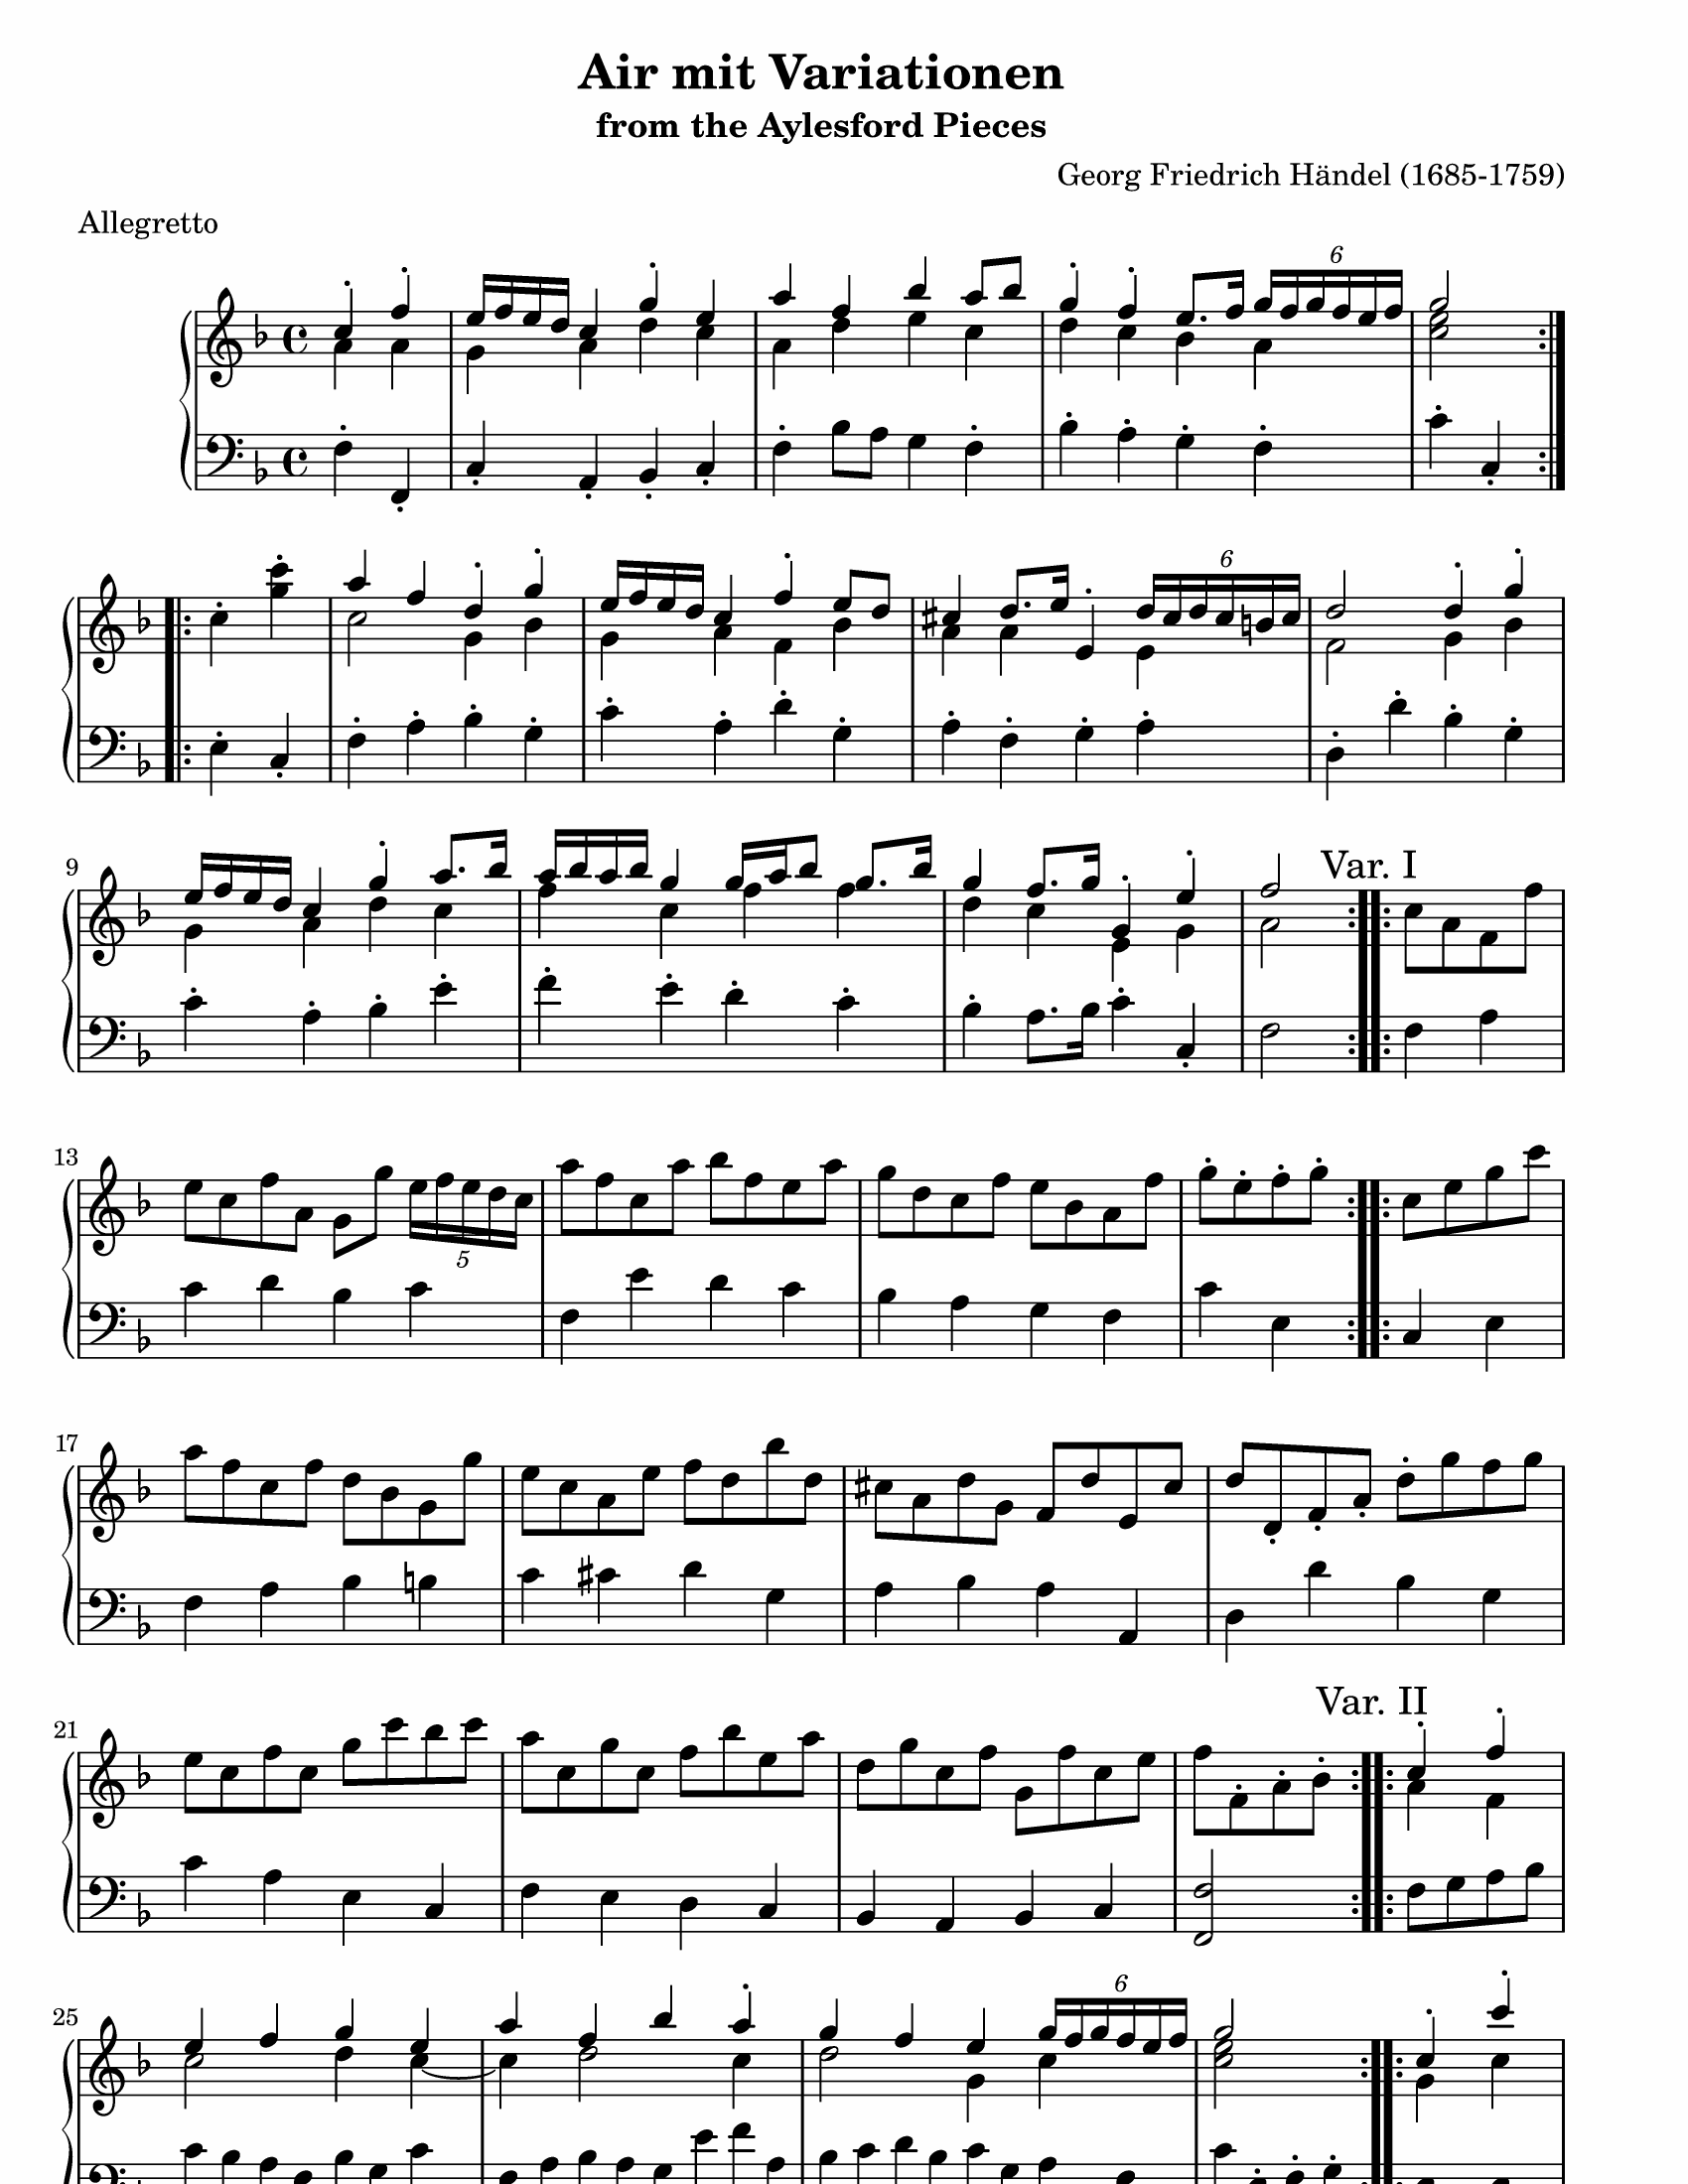 Air mit Variationen
from the Aylesford Pieces
Georg Friedrich Händel (1685-1759)
Allegretto
6
6
9
Var. I
13
5
17
21
Var. II
25
6